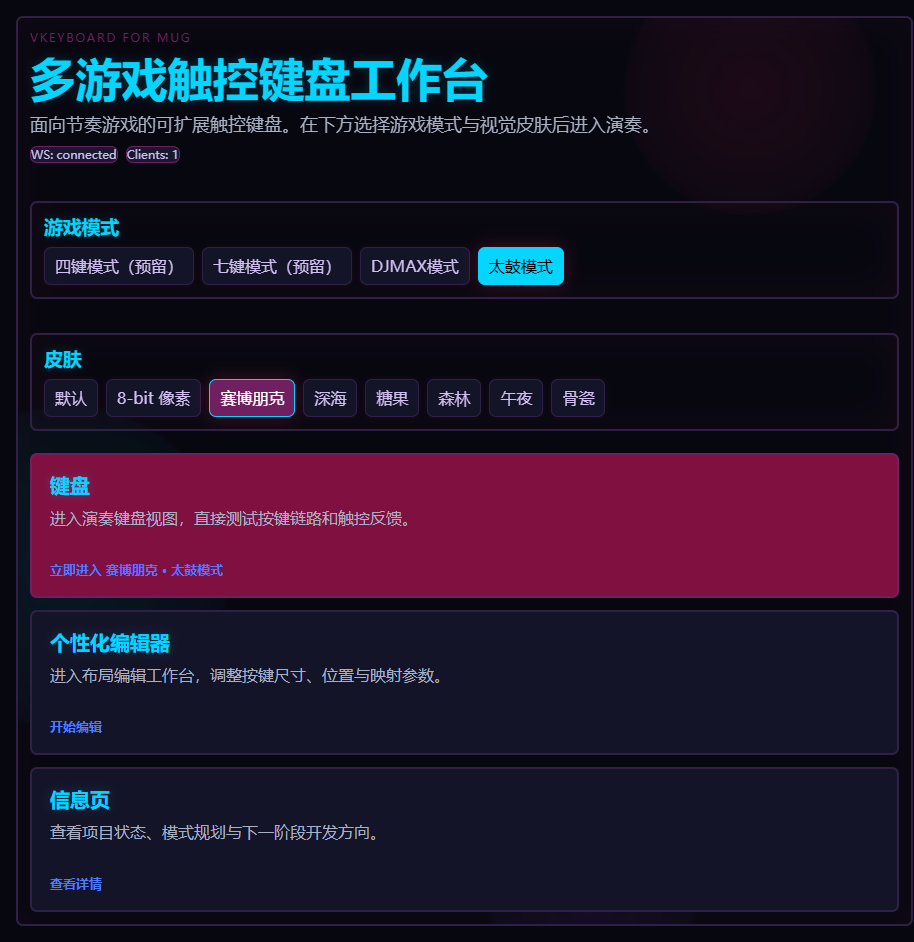 VKEYBOARD FOR MUG
多游戏触控键盘工作台
面向节奏游戏的可扩展触控键盘。在下方选择游戏模式与视觉皮肤后进入演奏。
WS: connected Clients: 1
游戏模式
四键模式（预留） 七键模式（预留） DJMAX模式 太鼓模式
皮肤
默认 8-bit 像素 赛博朋克 深海 糖果 森林 午夜 骨瓷
键盘
进入演奏键盘视图，直接测试按键链路和触控反馈。
立即进入 赛博朋克 • 太鼓模式
个性化编辑器
进入布局编辑工作台，调整按键尺寸、位置与映射参数。
开始编辑
信息页
查看项目状态、模式规划与下一阶段开发方向。
查看详情